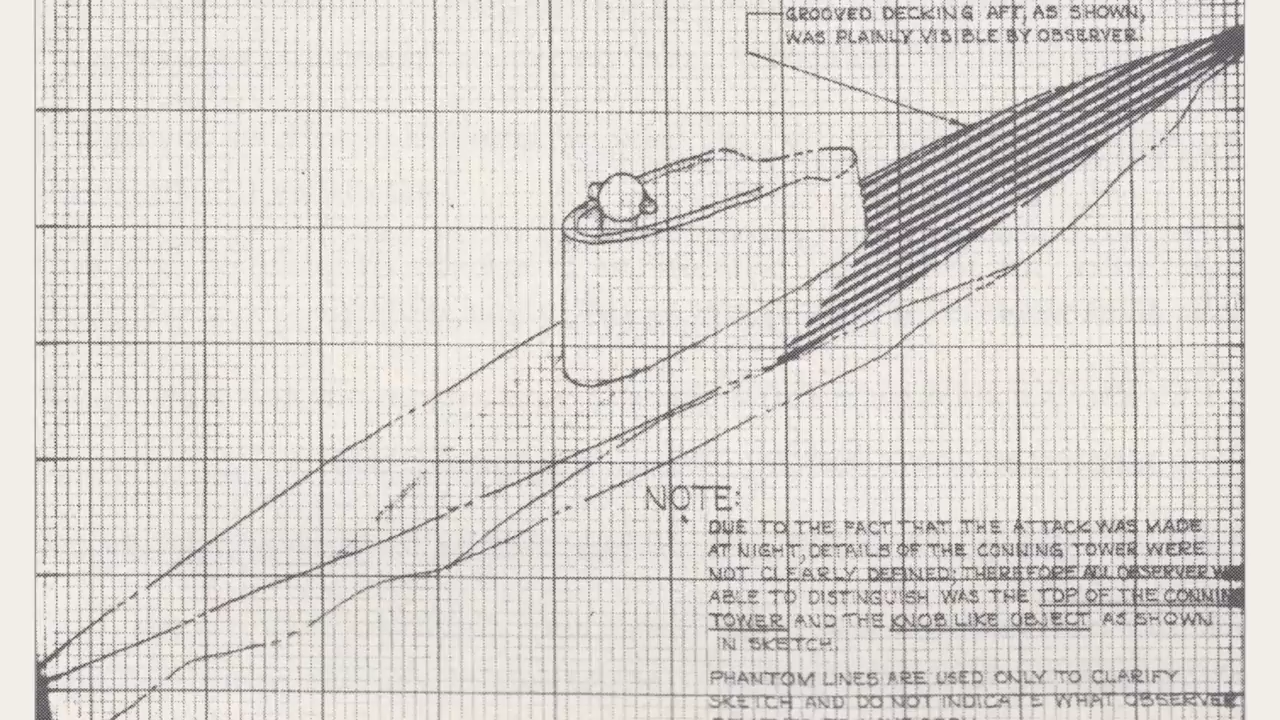 GROOVED DECKING AFT, AS SHOWN,
WAS PLAINLY VISIBLE BY OBSERVER.
NOTE:
DUE TO THE FACT THAT THE ATTACK WAS MADE
AT NIGHT, DETAILS OF THE CONNING TOWER WERE
NOT CLEARLY DEFINED; THEREFORE ALL OBSERVER W
ABLE TO DISTINGUISH WAS THE TOP OF THE CONNIN
TOWER AND THE KNOB LIKE OBJECT AS SHOWN
IN SKETCH.
PHANTOM LINES ARE USED ONLY TO CLARIFY
SKETCH AND DO NOT INDICATE WHAT OBSERVER